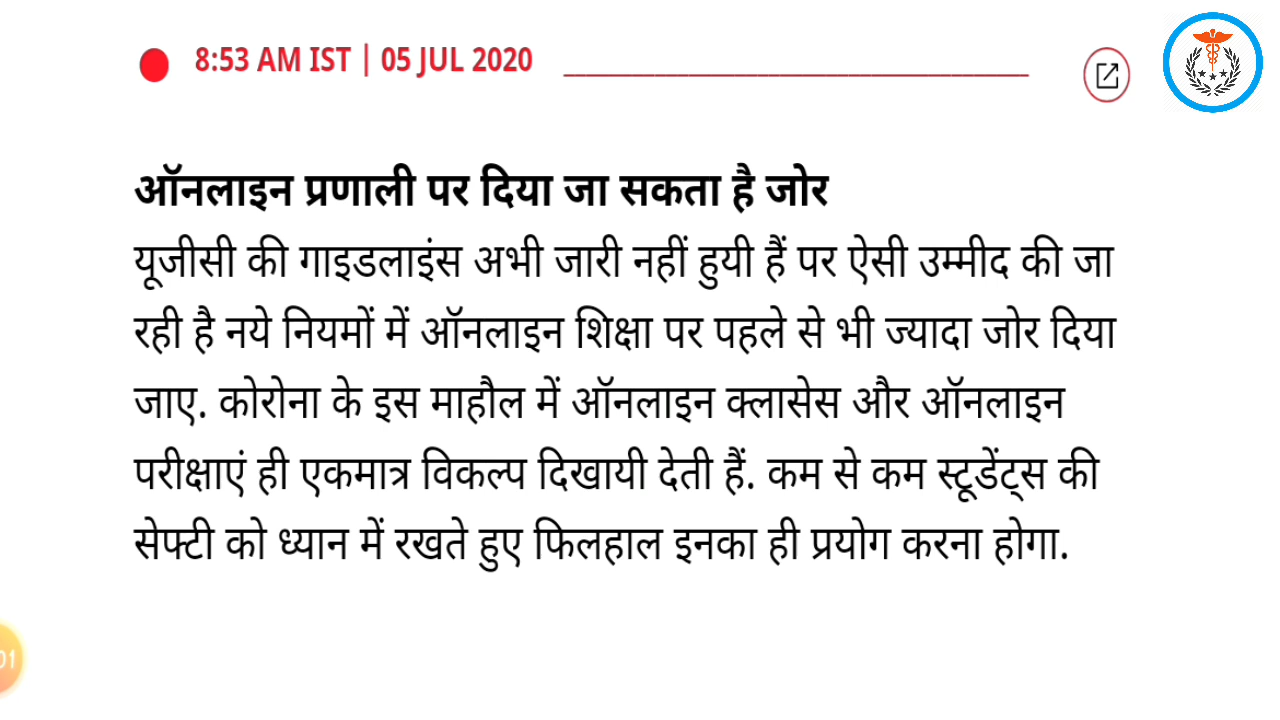 8:53 AM IST | 05 JUL 2020
ऑनलाइन प्रणाली पर दिया जा सकता है जोर
यूजीसी की गाइडलाइंस अभी जारी नहीं हुयी हैं पर ऐसी उम्मीद की जा
रही है नये नियमों में ऑनलाइन शिक्षा पर पहले से भी ज्यादा जोर दिया
जाए. कोरोना के इस माहौल में ऑनलाइन क्लासेस और ऑनलाइन
परीक्षाएं ही एकमात्र विकल्प दिखायी देती हैं. कम से कम स्टूडेंट्स की
सेफ्टी को ध्यान में रखते हुए फिलहाल इनका ही प्रयोग करना होगा.
01